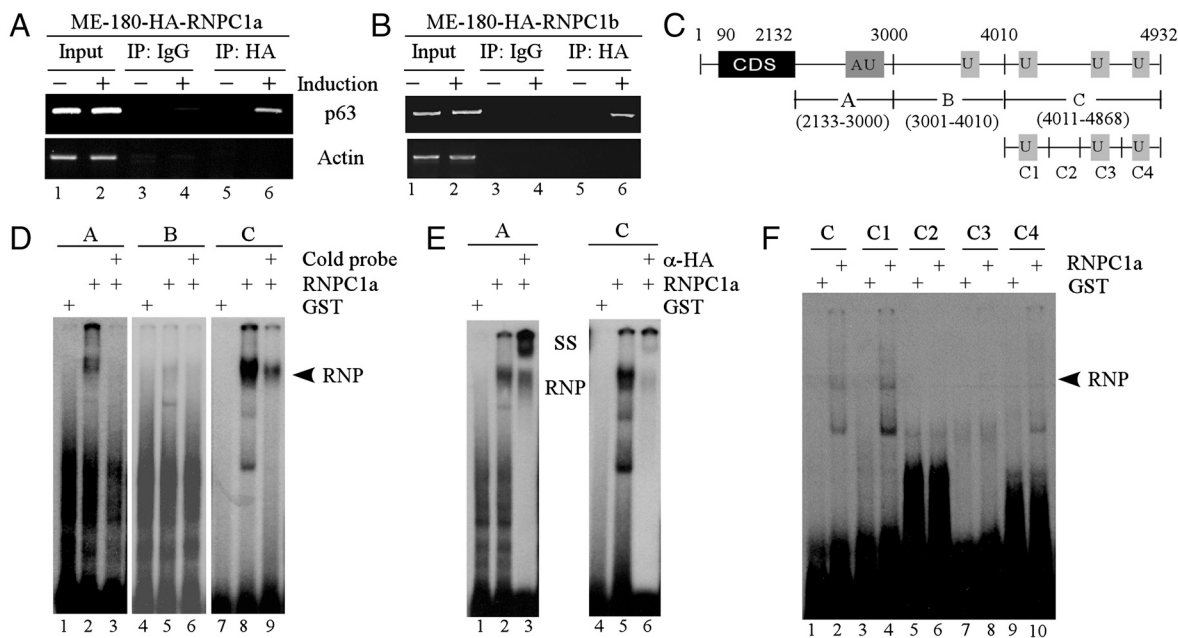 A
ME-180-HA-RNPC1a
Input IP: IgG IP: HA
− + − + − + Induction
p63
Actin
1 2 3 4 5 6
B
ME-180-HA-RNPC1b
Input IP: IgG IP: HA
− + − + − +
1 2 3 4 5 6
C
1 90 2132 3000 4010 4932
CDS AU U U U U
A B C
(2133-3000) (3001-4010) (4011-4868)
U U U
C1 C2 C3 C4
D
A B C
+ + + Cold probe
+ + + + + + RNPC1a
+ + + GST
RNP
1 2 3 4 5 6 7 8 9
E
A C
+ + α-HA
+ + + + RNPC1a
+ + GST
SS
RNP
1 2 3 4 5 6
F
C C1 C2 C3 C4
+ + + + + RNPC1a
+ + + + + GST
RNP
1 2 3 4 5 6 7 8 9 10